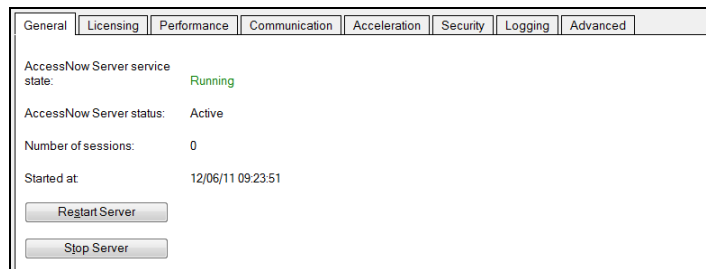 General Licensing Performance Communication Acceleration Security Logging Advanced
AccessNow Server service
state: Running
AccessNow Server status: Active
Number of sessions: 0
Started at: 12/06/11 09:23:51
Restart Server
Stop Server